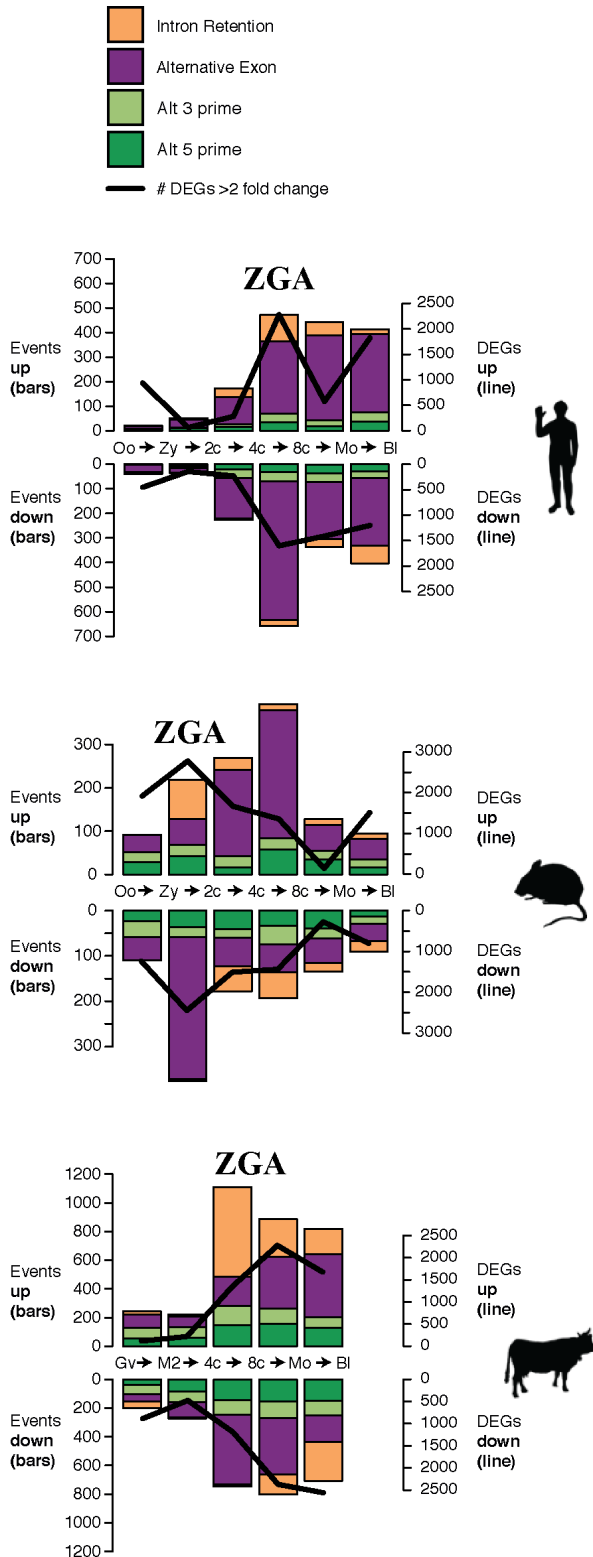 Intron Retention
Alternative Exon
Alt 3 prime
Alt 5 prime
# DEGs >2 fold change
ZGA
700
600
500
400
300
200
100
0
Events
up
(bars)
2500
2000
1500
1000
500
0
DEGs
up
(line)
Oo → Zy → 2c → 4c → 8c → Mo → Bl
0
100
200
300
400
500
600
700
Events
down
(bars)
0
500
1000
1500
2000
2500
DEGs
down
(line)
ZGA
300
200
100
0
Events
up
(bars)
3000
2000
1000
0
DEGs
up
(line)
Oo → Zy → 2c → 4c → 8c → Mo → Bl
0
100
200
300
Events
down
(bars)
0
1000
2000
3000
DEGs
down
(line)
ZGA
1200
1000
800
600
400
200
0
Events
up
(bars)
2500
2000
1500
1000
500
0
DEGs
up
(line)
Gv → M2 → 4c → 8c → Mo → Bl
0
200
400
600
800
1000
1200
Events
down
(bars)
0
500
1000
1500
2000
2500
DEGs
down
(line)